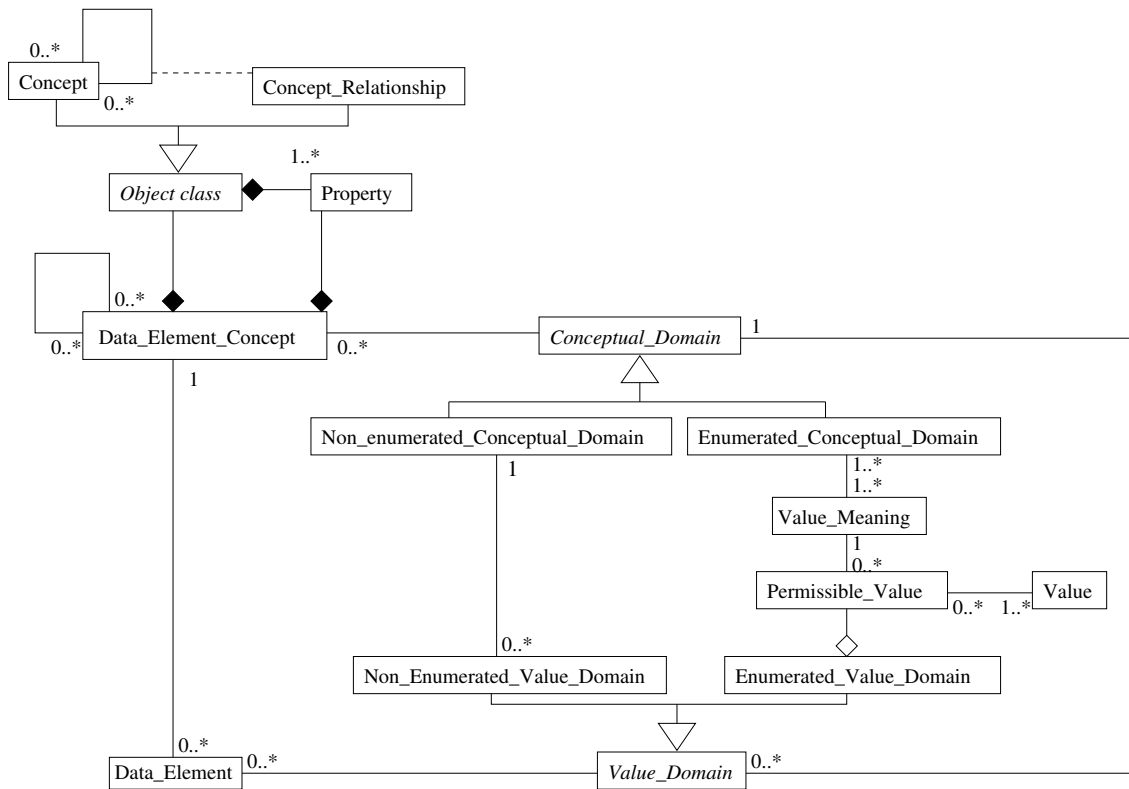 0..*
Concept
0..*
Concept_Relationship
1..*
Object class
Property
0..*
0..*
Data_Element_Concept
0..*
Conceptual_Domain
1
1
Non_enumerated_Conceptual_Domain
Enumerated_Conceptual_Domain
1
1..*
1..*
Value_Meaning
1
0..*
Permissible_Value
0..*
1..*
Value
0..*
Non_Enumerated_Value_Domain
Enumerated_Value_Domain
0..*
Data_Element
0..*
Value_Domain
0..*